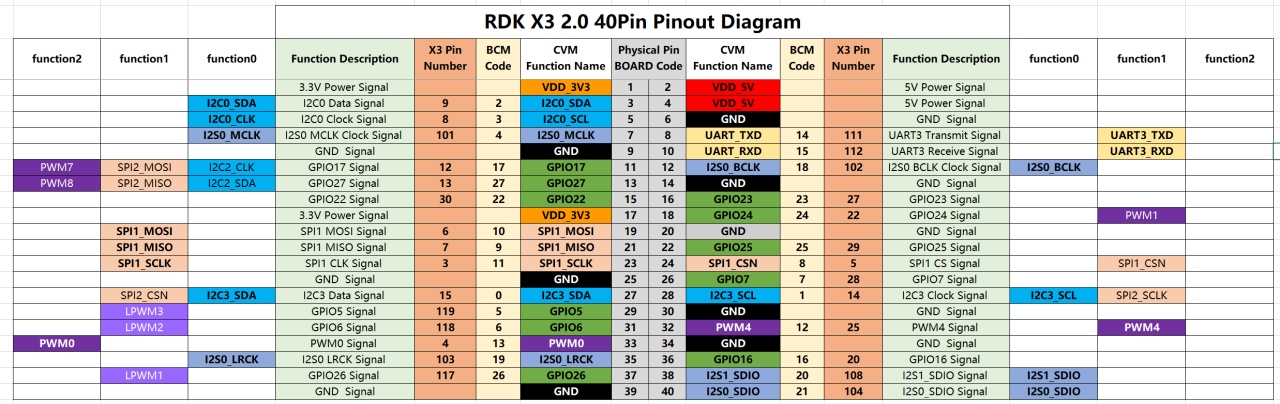 RDK X3 2.0 40Pin Pinout Diagram
function2 function1 function0 Function Description X3 Pin Number BCM Code CVM Function Name Physical Pin BOARD Code CVM Function Name BCM Code X3 Pin Number Function Description function0 function1 function2
3.3V Power Signal VDD_3V3 1 2 VDD_5V 5V Power Signal
I2C0_SDA I2C0 Data Signal 9 2 I2C0_SDA 3 4 VDD_5V 5V Power Signal
I2C0_CLK I2C0 Clock Signal 8 3 I2C0_SCL 5 6 GND GND Signal
I2S0_MCLK I2S0 MCLK Clock Signal 101 4 I2S0_MCLK 7 8 UART_TXD 14 111 UART3 Transmit Signal UART3_TXD
GND Signal GND 9 10 UART_RXD 15 112 UART3 Receive Signal UART3_RXD
PWM7 SPI2_MOSI I2C2_CLK GPIO17 Signal 12 17 GPIO17 11 12 I2S0_BCLK 18 102 I2S0 BCLK Clock Signal I2S0_BCLK
PWM8 SPI2_MISO I2C2_SDA GPIO27 Signal 13 27 GPIO27 13 14 GND GND Signal
GPIO22 Signal 30 22 GPIO22 15 16 GPIO23 23 27 GPIO23 Signal
3.3V Power Signal VDD_3V3 17 18 GPIO24 24 22 GPIO24 Signal PWM1
SPI1_MOSI SPI1 MOSI Signal 6 10 SPI1_MOSI 19 20 GND GND Signal
SPI1_MISO SPI1 MISO Signal 7 9 SPI1_MISO 21 22 GPIO25 25 29 GPIO25 Signal
SPI1_SCLK SPI1 CLK Signal 3 11 SPI1_SCLK 23 24 SPI1_CSN 8 5 SPI1 CS Signal SPI1_CSN
GND Signal GND 25 26 GPIO7 7 28 GPIO7 Signal
SPI2_CSN I2C3_SDA I2C3 Data Signal 15 0 I2C3_SDA 27 28 I2C3_SCL 1 14 I2C3 Clock Signal I2C3_SCL SPI2_SCLK
LPWM3 GPIO5 Signal 119 5 GPIO5 29 30 GND GND Signal
LPWM2 GPIO6 Signal 118 6 GPIO6 31 32 PWM4 12 25 PWM4 Signal PWM4
PWM0 PWM0 Signal 4 13 PWM0 33 34 GND GND Signal
I2S0_LRCK I2S0 LRCK Signal 103 19 I2S0_LRCK 35 36 GPIO16 16 20 GPIO16 Signal
LPWM1 GPIO26 Signal 117 26 GPIO26 37 38 I2S1_SDIO 20 108 I2S1_SDIO Signal I2S1_SDIO
GND Signal GND 39 40 I2S0_SDIO 21 104 I2S0_SDIO Signal I2S0_SDIO